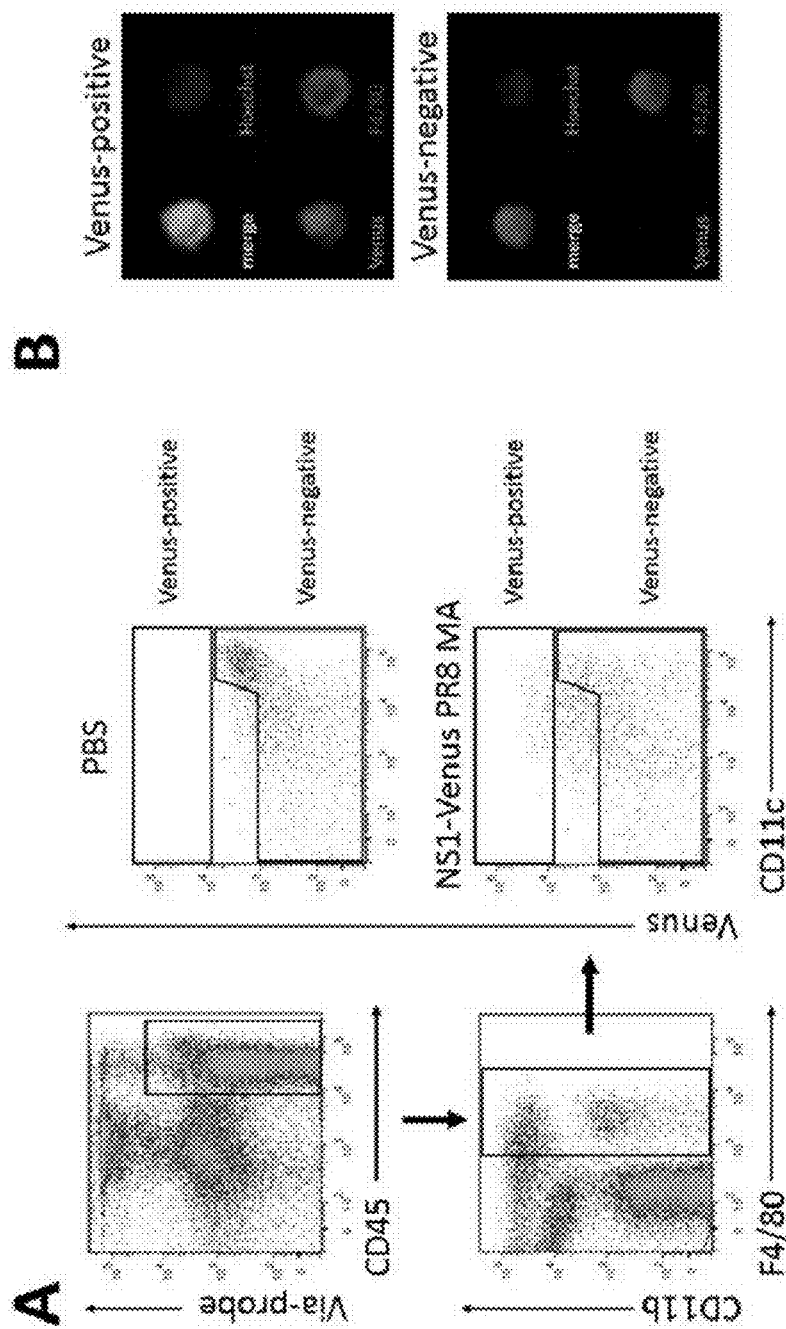 A
Via-probe
CD45
CD11b
F4/80
PBS
Venus-positive
Venus-negative
NS1-Venus PR8 MA
Venus-positive
Venus-negative
Venus
CD11c
B
Venus-positive
merge
Hoechst
Venus
Venus-negative
merge
Hoechst
Venus